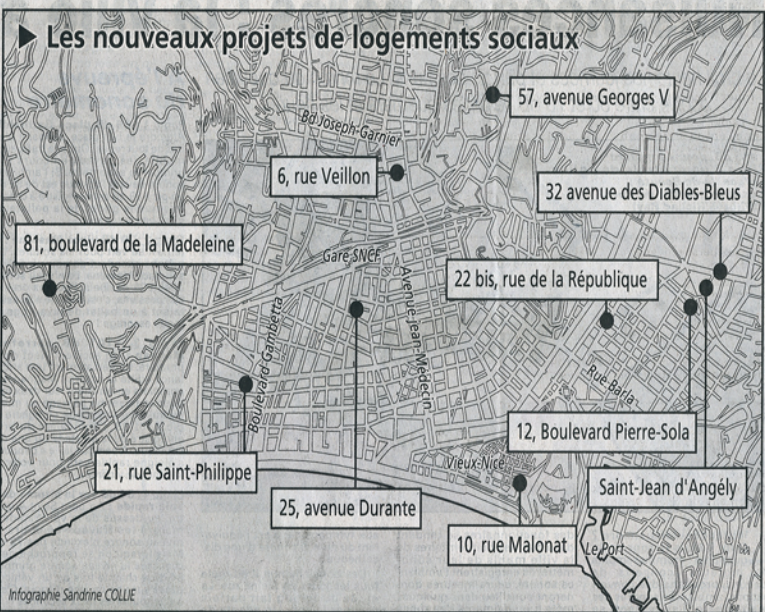 ▶ Les nouveaux projets de logements sociaux
57, avenue Georges V
Bd Joseph-Garnier
6, rue Veillon
32 avenue des Diables-Bleus
81, boulevard de la Madeleine
Gare SNCF
22 bis, rue de la République
Avenue-Jean-Médecin
Boulevard-Gambetta
Rue-Barla
12, Boulevard Pierre-Sola
21, rue Saint-Philippe
Vieux-Nice
Saint-Jean d'Angély
25, avenue Durante
10, rue Malonat
Le Port
Infographie Sandrine COLLIE